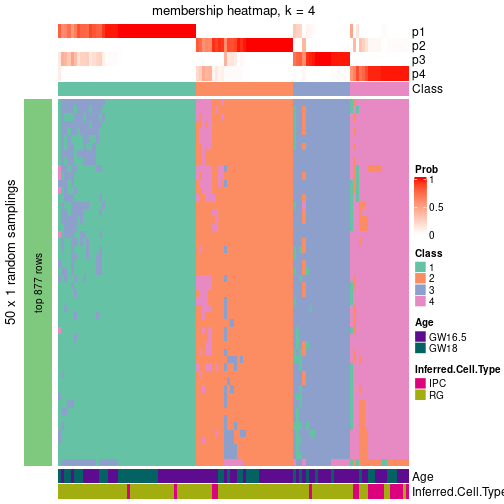 membership heatmap, k = 4
p1
p2
p3
p4
Class
50 x 1 random samplings
top 877 rows
Prob
1
0.5
0
Class
1
2
3
4
Age
GW16.5
GW18
Inferred.Cell.Type
IPC
RG
Age
Inferred.Cell.Type